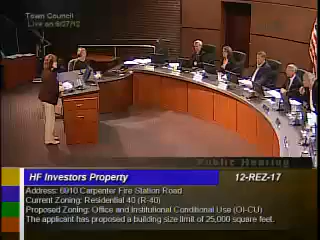 Town Council
Live on 9/27/12
Public Hearing
HF Investors Property 12-REZ-17
Address: 6910 Carpenter Fire Station Road
Current Zoning: Residential 40 (R-40)
Proposed Zoning: Office and Institutional Conditional Use (OI-CU)
The applicant has proposed a building size limit of 25,000 square feet.